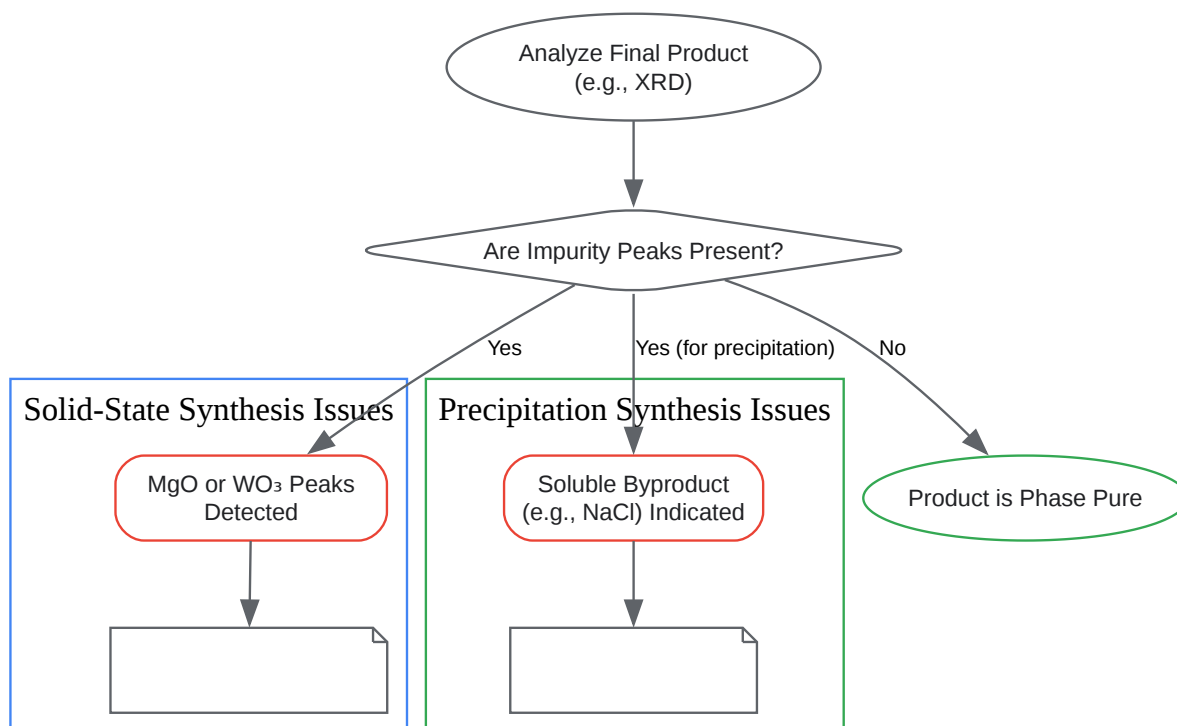 Analyze Final Product
(e.g., XRD)
Are Impurity Peaks Present?
Yes
Yes (for precipitation)
No
Solid-State Synthesis Issues
Precipitation Synthesis Issues
MgO or WO₃ Peaks
Detected
Soluble Byproduct
(e.g., NaCl) Indicated
Product is Phase Pure